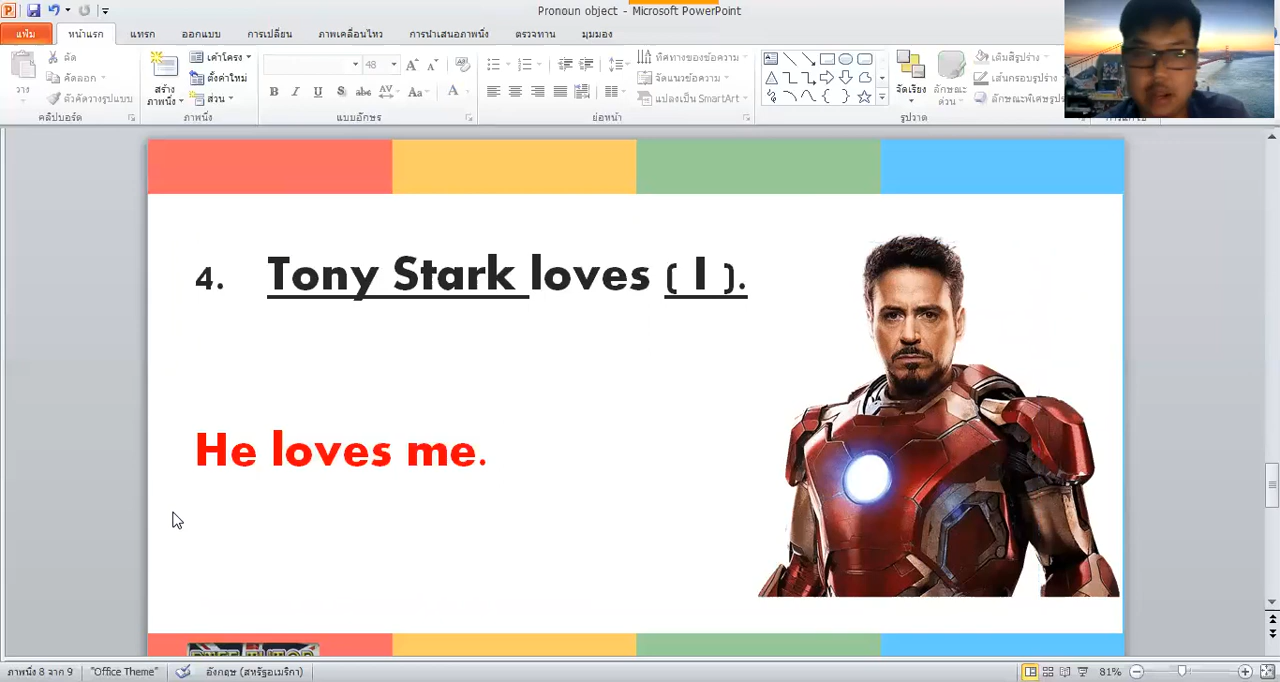 Pronoun object - Microsoft PowerPoint
แฟ้ม หน้าแรก แทรก ออกแบบ การเปลี่ยน ภาพเคลื่อนไหว การนำเสนอภาพนิ่ง ตรวจทาน มุมมอง
ตัด
คัดลอก
ตัวคัดวางรูปแบบ
วาง
คลิปบอร์ด
สร้าง
ภาพนิ่ง
เค้าโครง
ตั้งค่าใหม่
ส่วน
ภาพนิ่ง
48
B I U S abc AV Aa A
แบบอักษร
ทิศทางของข้อความ
จัดแนวข้อความ
แปลงเป็น SmartArt
ย่อหน้า
จัดเรียง
ลักษณะ
ด่วน
เติมสีรูปร่าง
เส้นกรอบรูปร่าง
ลักษณะพิเศษรูปร่าง
รูปวาด
4. Tony Stark loves ( I ).
He loves me.
ภาพนิ่ง 8 จาก 9 "Office Theme" อังกฤษ (สหรัฐอเมริกา) 81%